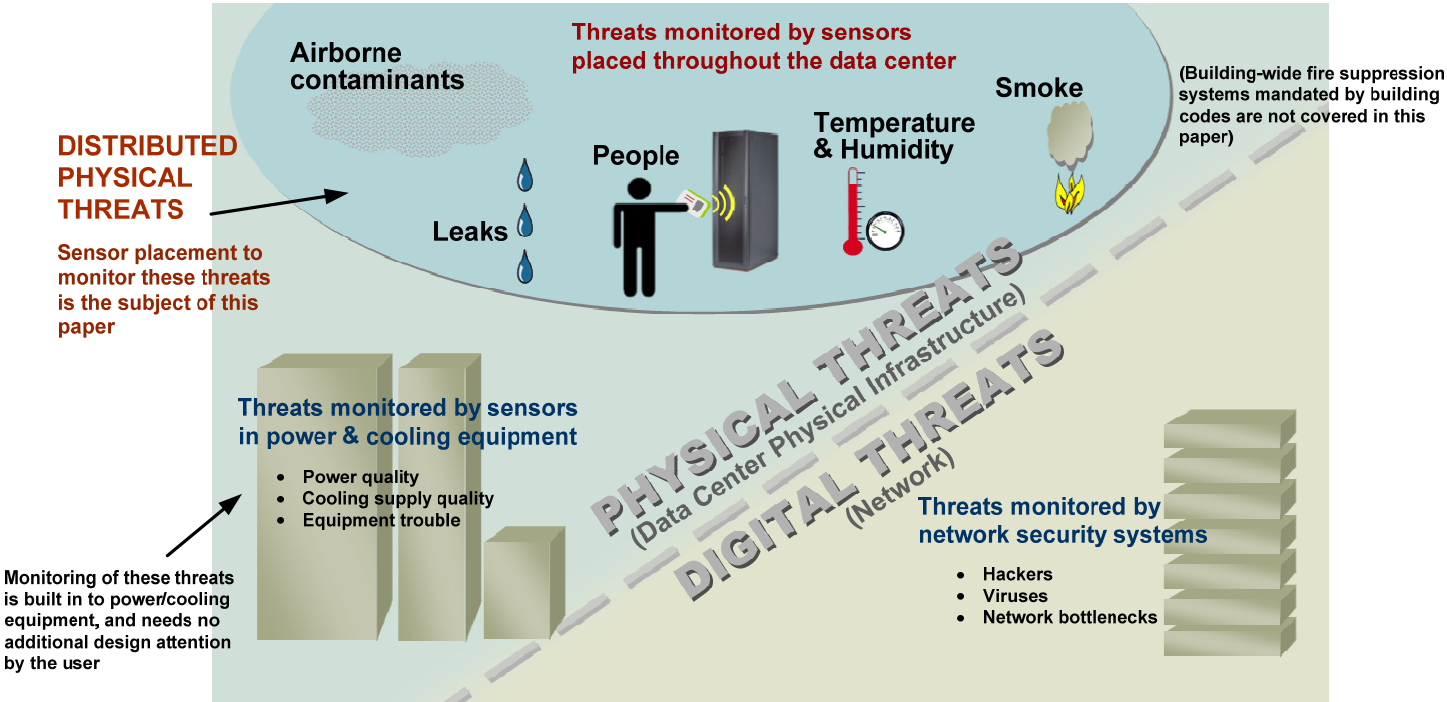 Threats monitored by sensors
placed throughout the data center
Airborne
contaminants
Smoke
(Building-wide fire suppression
systems mandated by building
codes are not covered in this
paper)
Temperature
& Humidity
People
Leaks
DISTRIBUTED
PHYSICAL
THREATS
Sensor placement to
monitor these threats
is the subject of this
paper
PHYSICAL THREATS
(Data Center Physical Infrastructure)
DIGITAL THREATS
(Network)
Threats monitored by sensors
in power & cooling equipment
• Power quality
• Cooling supply quality
• Equipment trouble
Monitoring of these threats
is built in to power/cooling
equipment, and needs no
additional design attention
by the user
Threats monitored by
network security systems
• Hackers
• Viruses
• Network bottlenecks